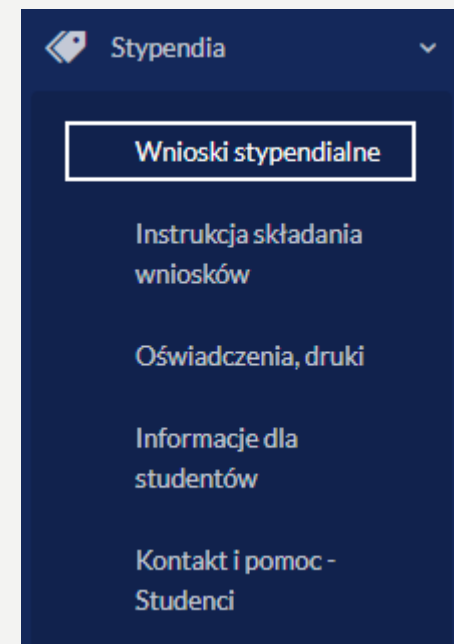 Stypendia
Wnioski stypendialne
Instrukcja składania
wniosków
Oświadczenia, druki
Informacje dla
studentów
Kontakt i pomoc -
Studenci